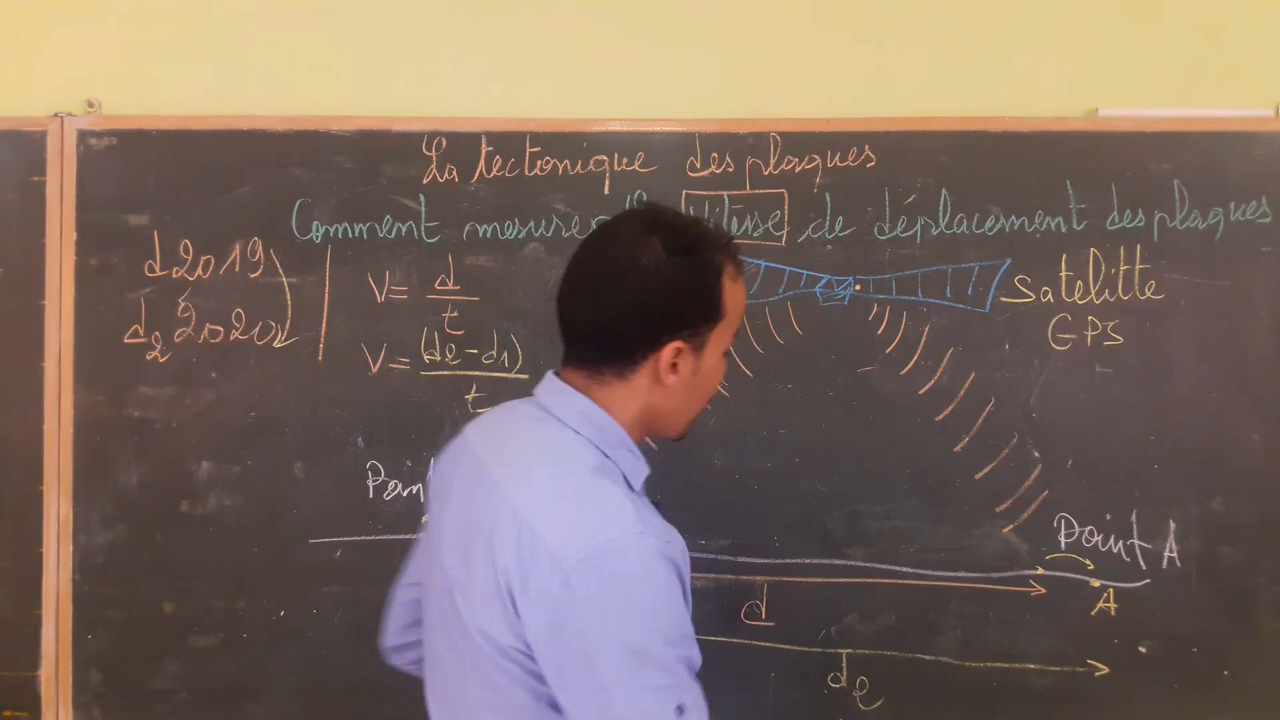 La tectonique des plaques
Comment mesurer Vitesse de déplacement des plaques
d2019
d2 2020
V= d/t
V= (d2-d1)/t
Satelitte
GPS
Point A
A
d
d2